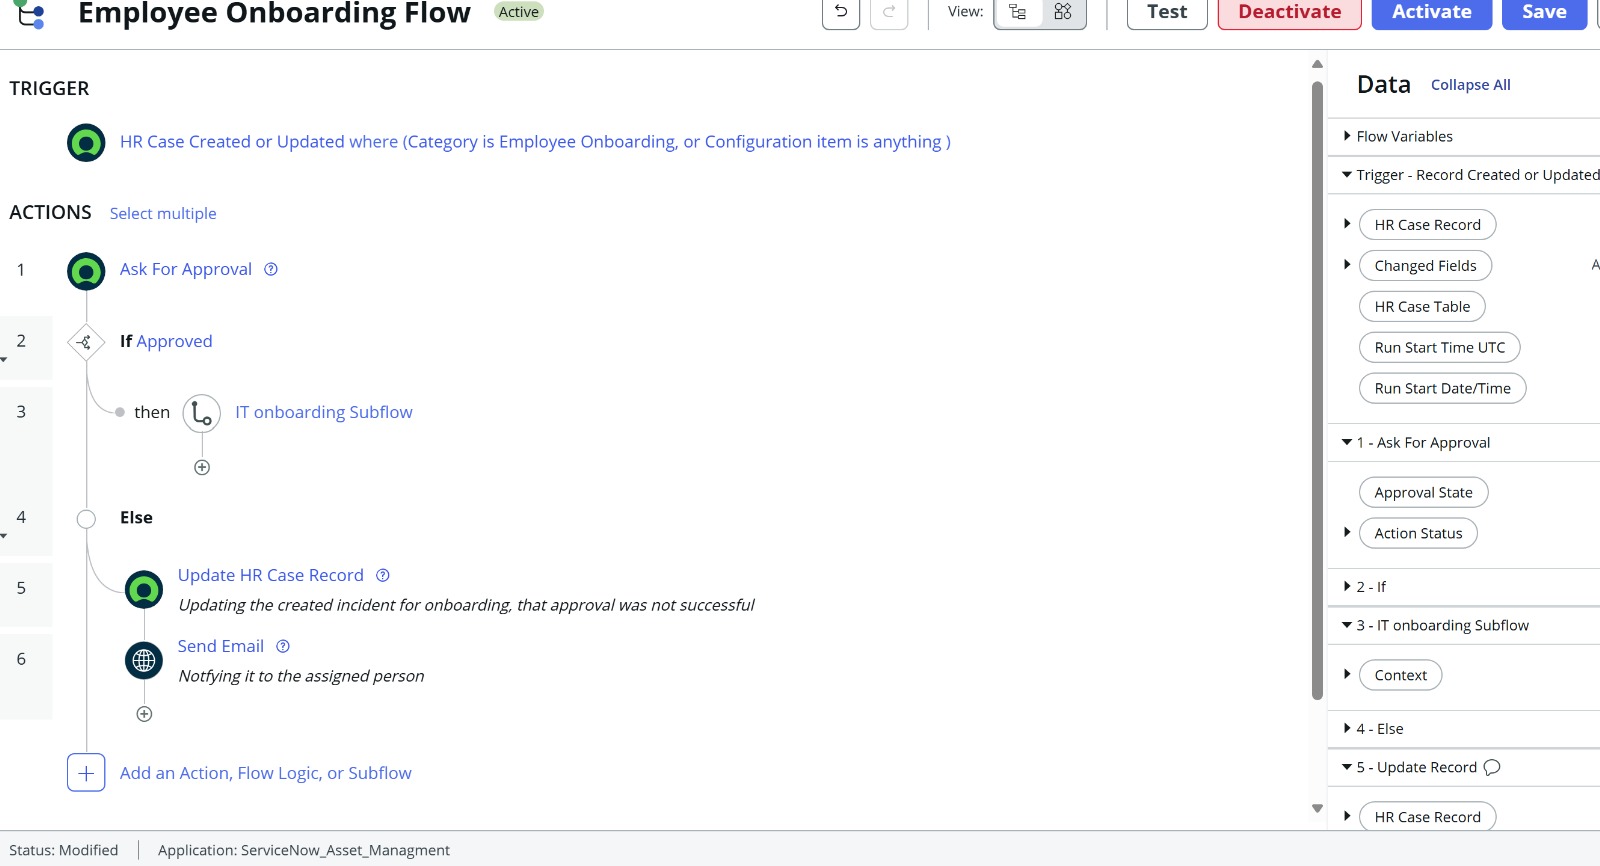 Employee Onboarding Flow Active View: Test Deactivate Activate Save
TRIGGER
HR Case Created or Updated where (Category is Employee Onboarding, or Configuration item is anything )
ACTIONS Select multiple
1 Ask For Approval
2 If Approved
3 then IT onboarding Subflow
4 Else
5 Update HR Case Record
Updating the created incident for onboarding, that approval was not successful
6 Send Email
Notfying it to the assigned person
Add an Action, Flow Logic, or Subflow
Data Collapse All
Flow Variables
Trigger - Record Created or Updated
HR Case Record
Changed Fields A
HR Case Table
Run Start Time UTC
Run Start Date/Time
1 - Ask For Approval
Approval State
Action Status
2 - If
3 - IT onboarding Subflow
Context
4 - Else
5 - Update Record
HR Case Record
Status: Modified Application: ServiceNow_Asset_Managment